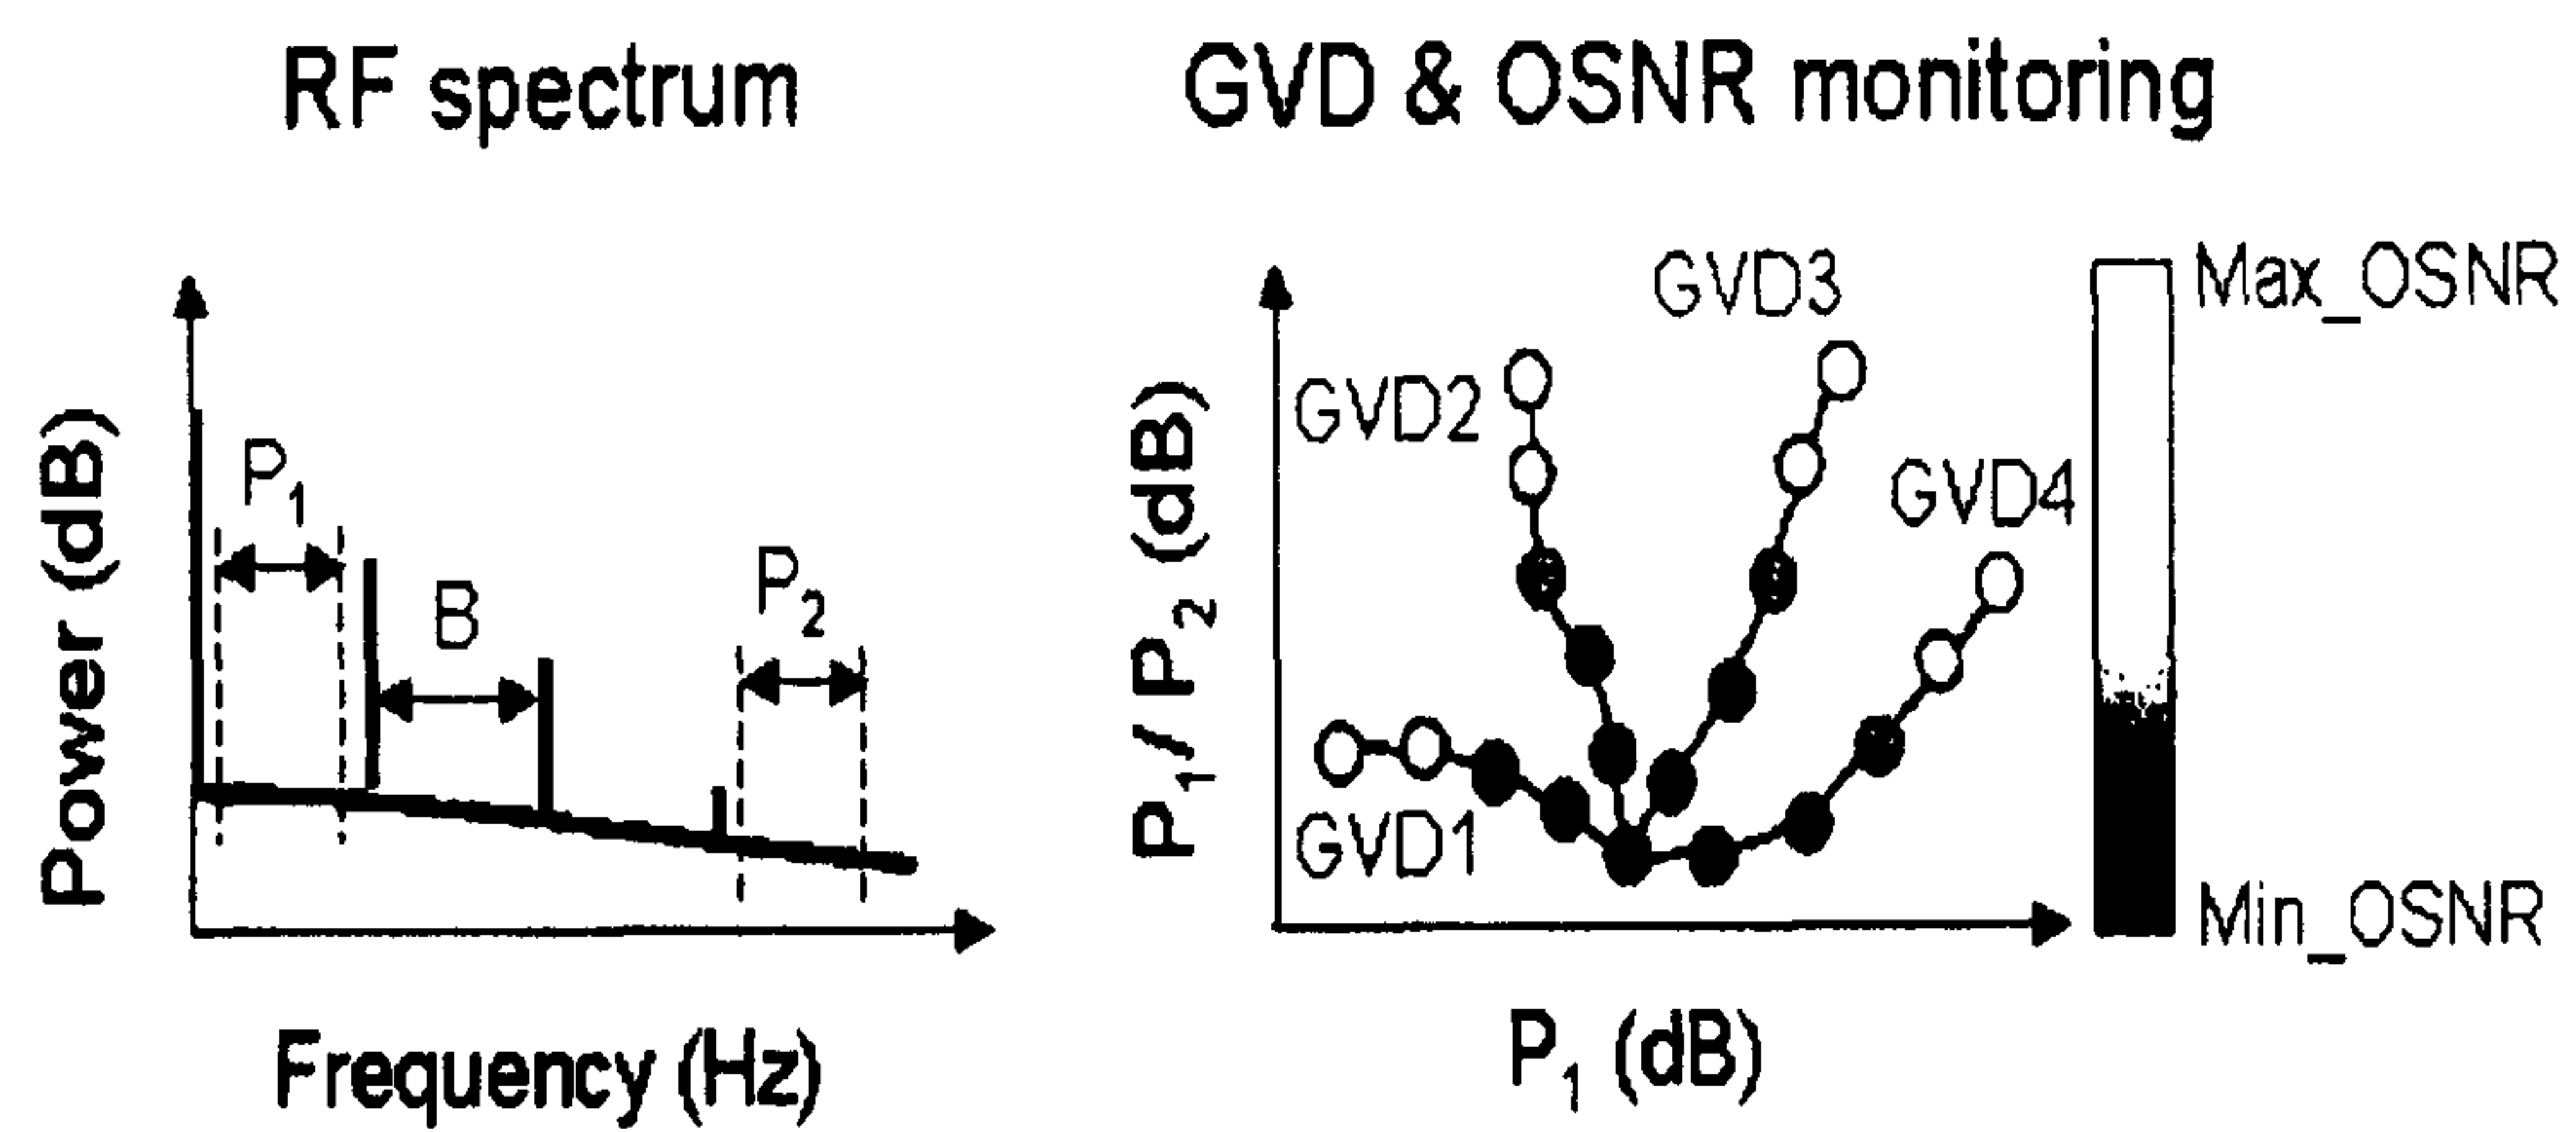 RF spectrum
Power (dB)
P1
B
P2
Frequency (Hz)
GVD & OSNR monitoring
P1 / P2 (dB)
GVD1
GVD2
GVD3
GVD4
P1 (dB)
Max_OSNR
Min_OSNR